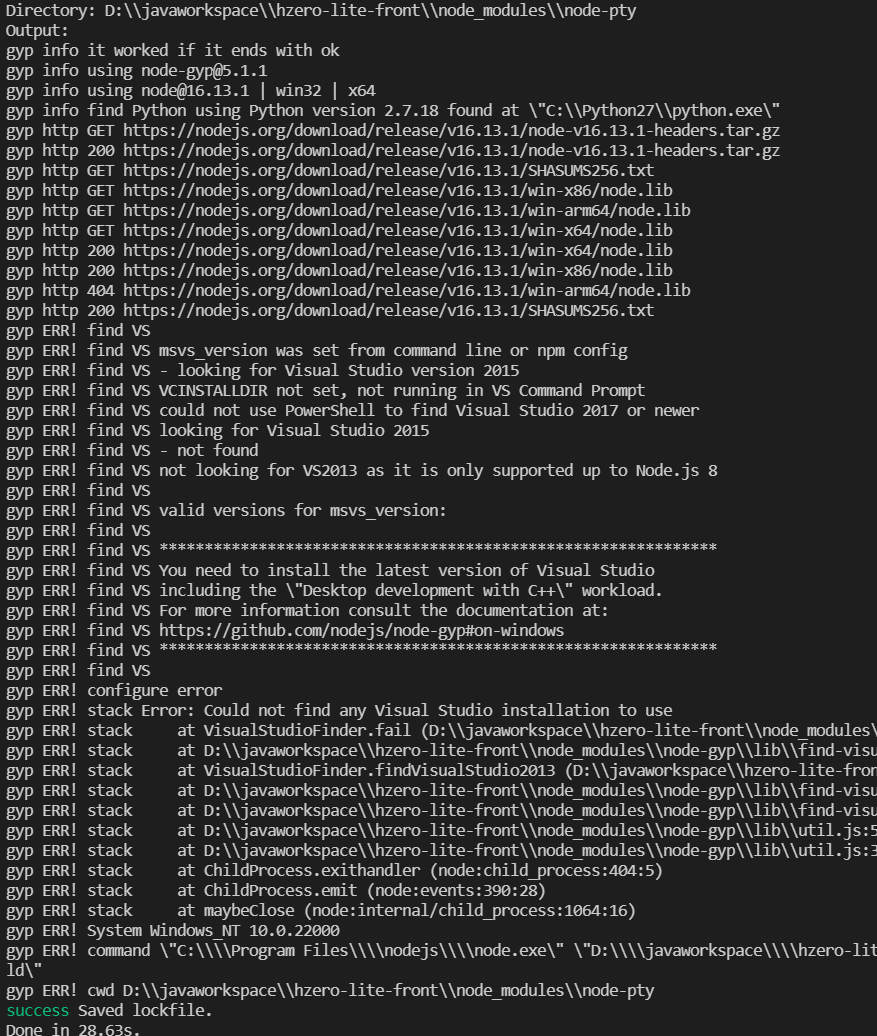 Directory: D:\\javaworkspace\\hzero-lite-front\\node_modules\\node-pty
Output:
gyp info it worked if it ends with ok
gyp info using node-gyp@5.1.1
gyp info using node@16.13.1 | win32 | x64
gyp info find Python using Python version 2.7.18 found at \"C:\\Python27\\python.exe\"
gyp http GET https://nodejs.org/download/release/v16.13.1/node-v16.13.1-headers.tar.gz
gyp http 200 https://nodejs.org/download/release/v16.13.1/node-v16.13.1-headers.tar.gz
gyp http GET https://nodejs.org/download/release/v16.13.1/SHASUMS256.txt
gyp http GET https://nodejs.org/download/release/v16.13.1/win-x86/node.lib
gyp http GET https://nodejs.org/download/release/v16.13.1/win-arm64/node.lib
gyp http GET https://nodejs.org/download/release/v16.13.1/win-x64/node.lib
gyp http 200 https://nodejs.org/download/release/v16.13.1/win-x64/node.lib
gyp http 200 https://nodejs.org/download/release/v16.13.1/win-x86/node.lib
gyp http 404 https://nodejs.org/download/release/v16.13.1/win-arm64/node.lib
gyp http 200 https://nodejs.org/download/release/v16.13.1/SHASUMS256.txt
gyp ERR! find VS
gyp ERR! find VS msvs_version was set from command line or npm config
gyp ERR! find VS - looking for Visual Studio version 2015
gyp ERR! find VS VCINSTALLDIR not set, not running in VS Command Prompt
gyp ERR! find VS could not use PowerShell to find Visual Studio 2017 or newer
gyp ERR! find VS looking for Visual Studio 2015
gyp ERR! find VS - not found
gyp ERR! find VS not looking for VS2013 as it is only supported up to Node.js 8
gyp ERR! find VS
gyp ERR! find VS valid versions for msvs_version:
gyp ERR! find VS
gyp ERR! find VS **************************************************************
gyp ERR! find VS You need to install the latest version of Visual Studio
gyp ERR! find VS including the \"Desktop development with C++\" workload.
gyp ERR! find VS For more information consult the documentation at:
gyp ERR! find VS https://github.com/nodejs/node-gyp#on-windows
gyp ERR! find VS **************************************************************
gyp ERR! find VS
gyp ERR! configure error
gyp ERR! stack Error: Could not find any Visual Studio installation to use
gyp ERR! stack     at VisualStudioFinder.fail (D:\\javaworkspace\\hzero-lite-front\\node_modules\
gyp ERR! stack     at D:\\javaworkspace\\hzero-lite-front\\node_modules\\node-gyp\\lib\\find-visu
gyp ERR! stack     at VisualStudioFinder.findVisualStudio2013 (D:\\javaworkspace\\hzero-lite-fron
gyp ERR! stack     at D:\\javaworkspace\\hzero-lite-front\\node_modules\\node-gyp\\lib\\find-visu
gyp ERR! stack     at D:\\javaworkspace\\hzero-lite-front\\node_modules\\node-gyp\\lib\\find-visu
gyp ERR! stack     at D:\\javaworkspace\\hzero-lite-front\\node_modules\\node-gyp\\lib\\util.js:5
gyp ERR! stack     at D:\\javaworkspace\\hzero-lite-front\\node_modules\\node-gyp\\lib\\util.js:3
gyp ERR! stack     at ChildProcess.exithandler (node:child_process:404:5)
gyp ERR! stack     at ChildProcess.emit (node:events:390:28)
gyp ERR! stack     at maybeClose (node:internal/child_process:1064:16)
gyp ERR! System Windows_NT 10.0.22000
gyp ERR! command \"C:\\\\Program Files\\\\nodejs\\\\node.exe\" \"D:\\\\javaworkspace\\\\hzero-lit
ld\"
gyp ERR! cwd D:\\javaworkspace\\hzero-lite-front\\node_modules\\node-pty
success Saved lockfile.
Done in 28.63s.